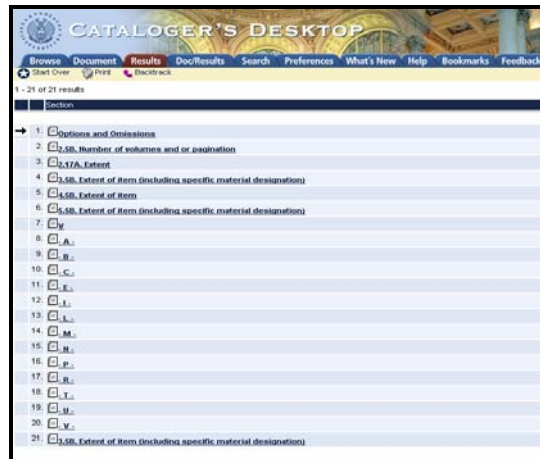 CATALOGER'S DESKTOP
Browse Document Results Doc/Results Search Preferences What's New Help Bookmarks Feedback
Start Over Print Backtrack
1 - 21 of 21 results
Section
1. Options and Omissions
2. 2.5B. Number of volumes and or pagination
3. 2.17A. Extent
4. 3.5B. Extent of item (including specific material designation)
5. 4.5B. Extent of item
6. 5.5B. Extent of item (including specific material designation)
7. V
8. - A -
9. - B -
10. - C -
11. - E -
12. - I -
13. - L -
14. - M -
15. - N -
16. - P -
17. - R -
18. - T -
19. - U -
20. - V -
21. 3.5B. Extent of item (including specific material designation)